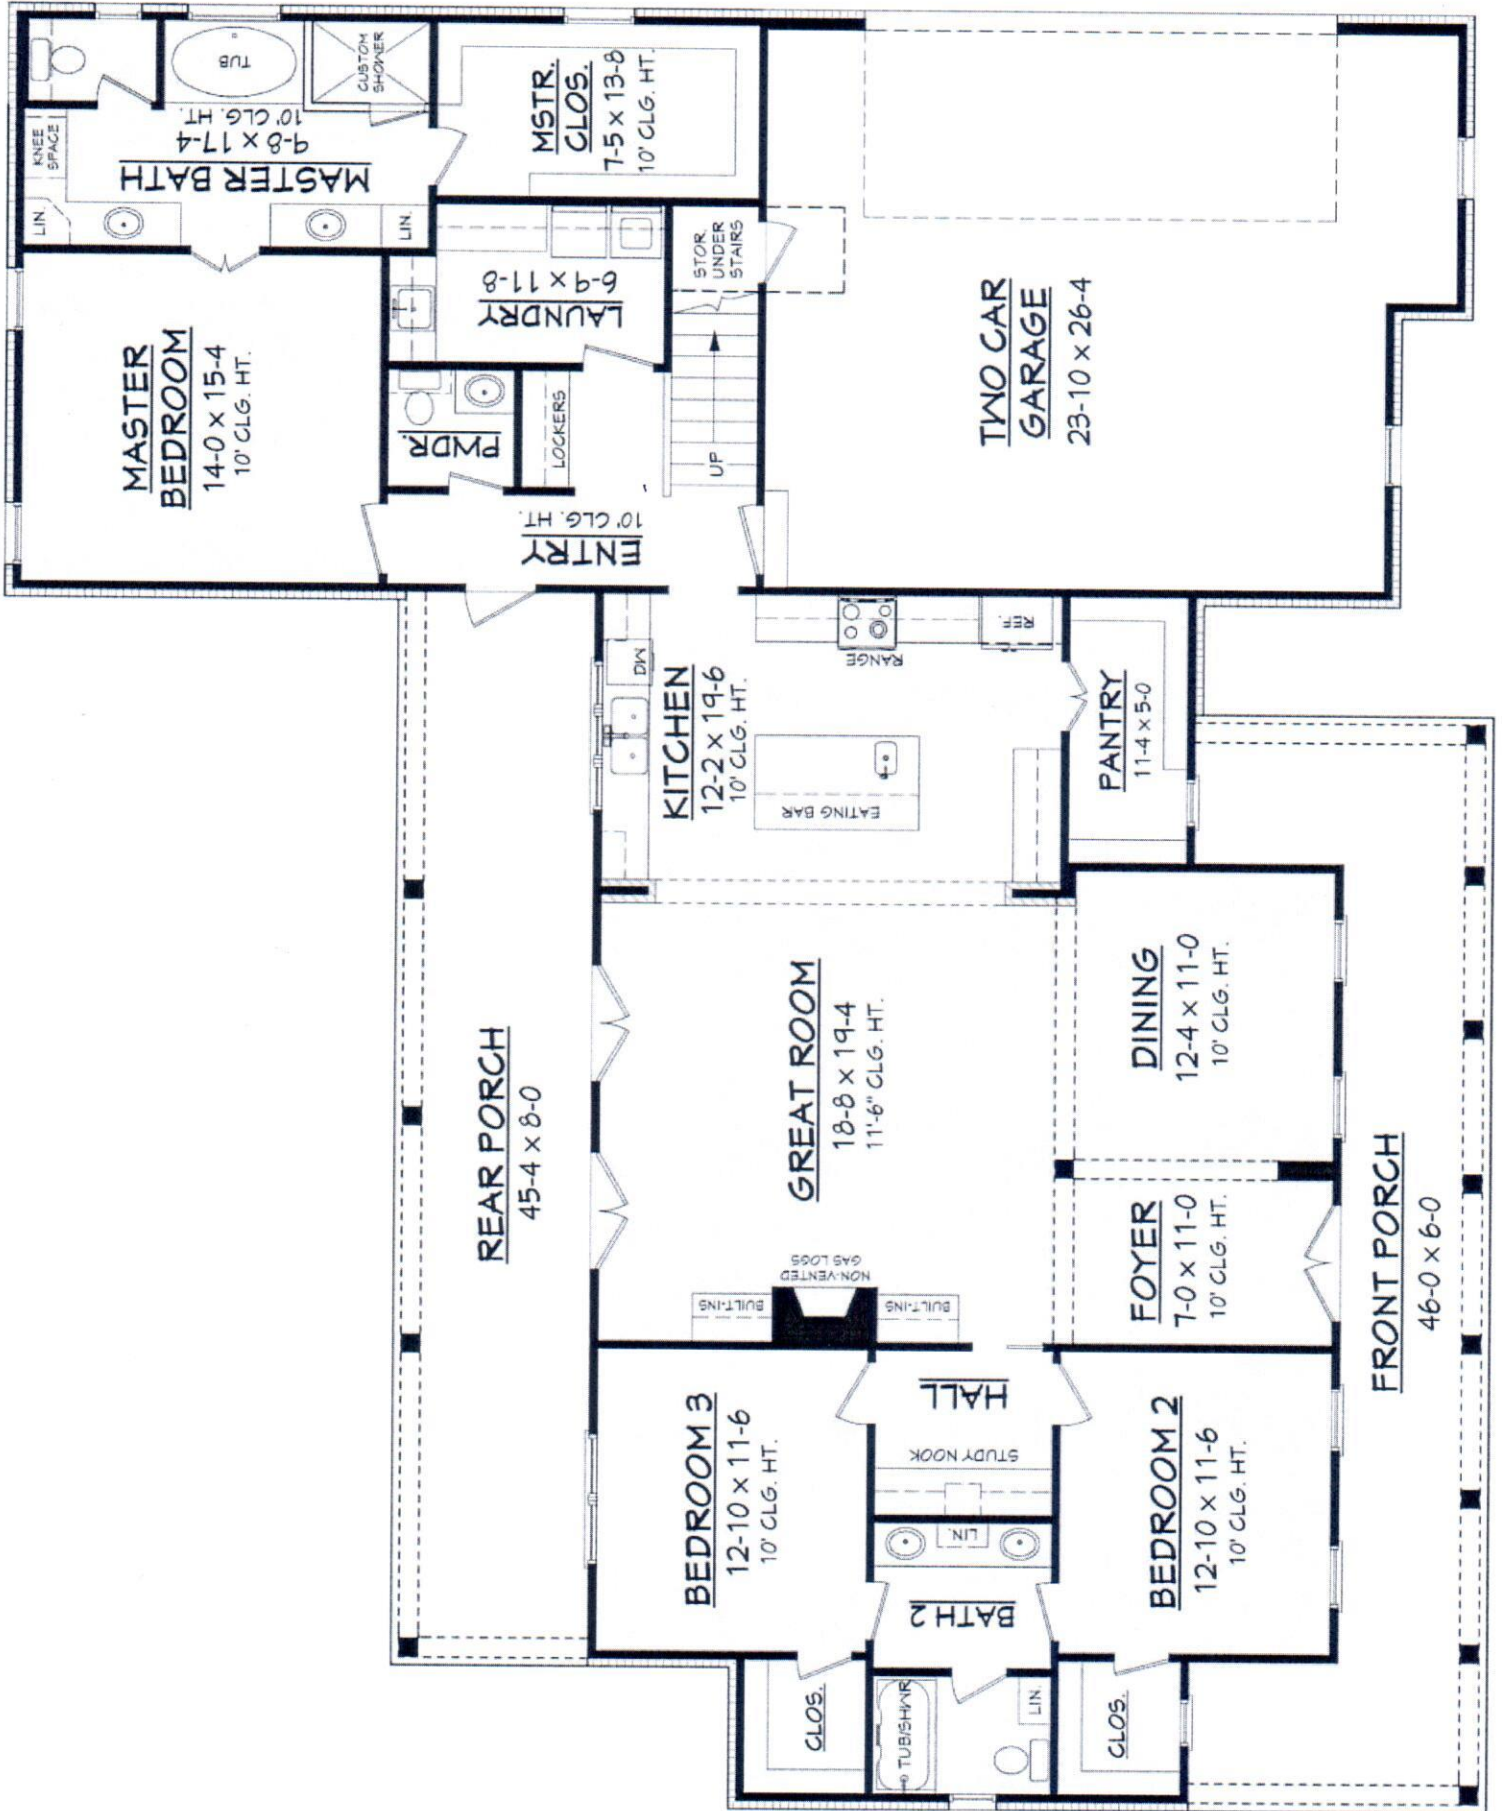 TUB
CUSTOM
SHOWER
KNEE
SPACE
MASTER BATH
9-8 x 17-4
10' CLG. HT.
LIN.
LIN.
MSTR.
CLOS.
7-5 x 13-8
10' CLG. HT.
STOR.
UNDER
STAIRS
LAUNDRY
6-9 x 11-8
MASTER
BEDROOM
14-0 x 15-4
10' CLG. HT.
PWDR.
LOCKERS
UP
ENTRY
10' CLG. HT.
TWO CAR
GARAGE
23-10 x 26-4
DW
KITCHEN
12-2 x 19-6
10' CLG. HT.
RANGE
REF.
EATING BAR
PANTRY
11-4 x 5-0
REAR PORCH
45-4 x 8-0
GREAT ROOM
18-8 x 19-4
11'-6" CLG. HT.
DINING
12-4 x 11-0
10' CLG. HT.
FOYER
7-0 x 11-0
10' CLG. HT.
FRONT PORCH
46-0 x 6-0
NON-VENTED
GAS LOGS
BUILT-INS
BUILT-INS
BEDROOM 3
12-10 x 11-6
10' CLG. HT.
HALL
STUDY NOOK
LIN.
BATH 2
BEDROOM 2
12-10 x 11-6
10' CLG. HT.
CLOS.
TUB/SHWR
LIN.
CLOS.